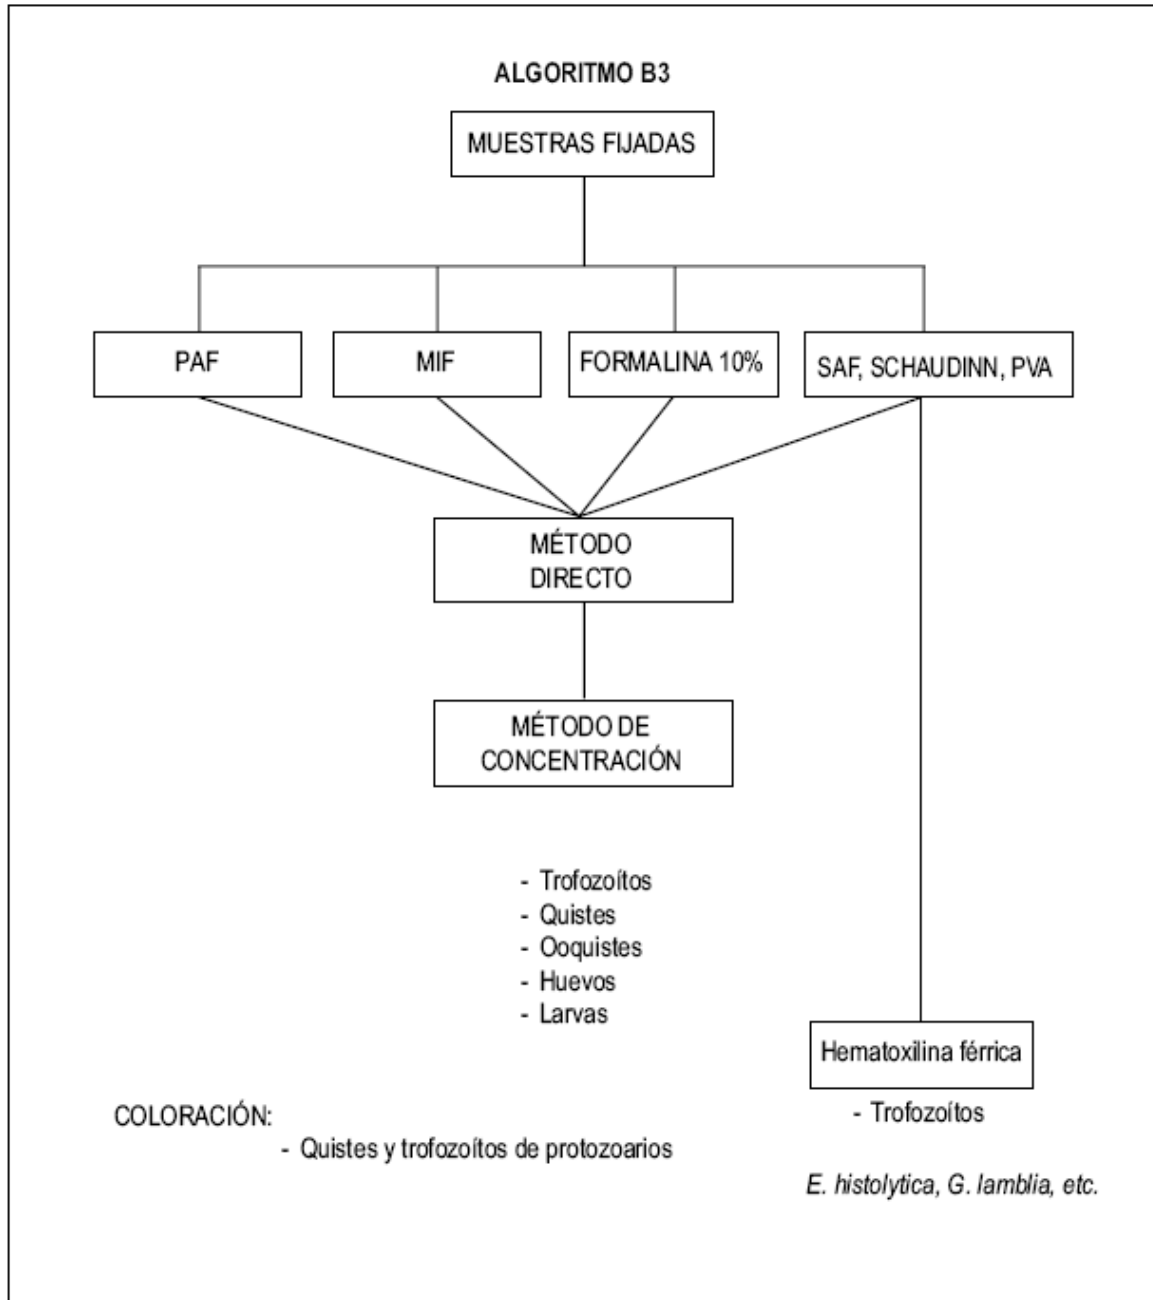 ALGORITMO B3
MUESTRAS FIJADAS
PAF
MIF
FORMALINA 10%
SAF, SCHAUDINN, PVA
MÉTODO
DIRECTO
MÉTODO DE
CONCENTRACIÓN
- Trofozoítos
- Quistes
- Ooquistes
- Huevos
- Larvas
Hematoxilina férrica
- Trofozoítos
E. histolytica, G. lamblia, etc.
COLORACIÓN:
- Quistes y trofozoítos de protozoarios